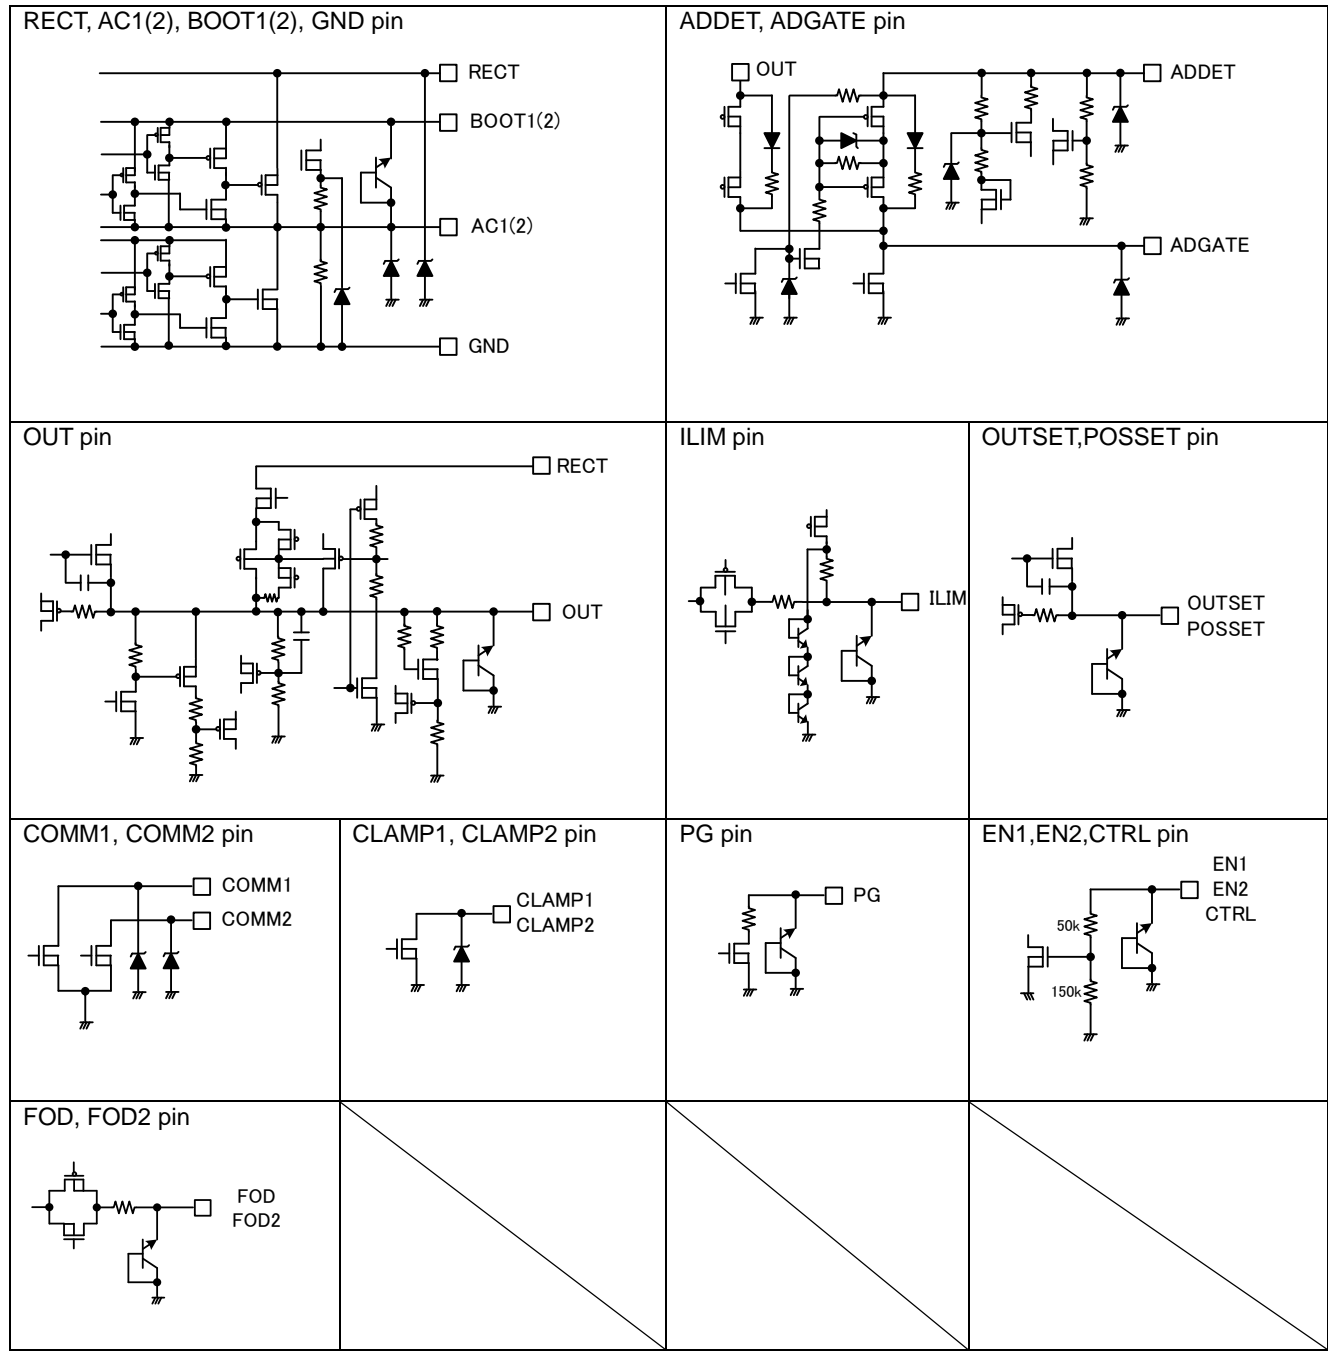 RECT, AC1(2), BOOT1(2), GND pin
RECT
BOOT1(2)
AC1(2)
GND
ADDET, ADGATE pin
OUT
ADDET
ADGATE
OUT pin
RECT
OUT
ILIM pin
ILIM
OUTSET,POSSET pin
OUTSET
POSSET
COMM1, COMM2 pin
COMM1
COMM2
CLAMP1, CLAMP2 pin
CLAMP1
CLAMP2
PG pin
PG
EN1,EN2,CTRL pin
EN1
EN2
CTRL
50k
150k
FOD, FOD2 pin
FOD
FOD2